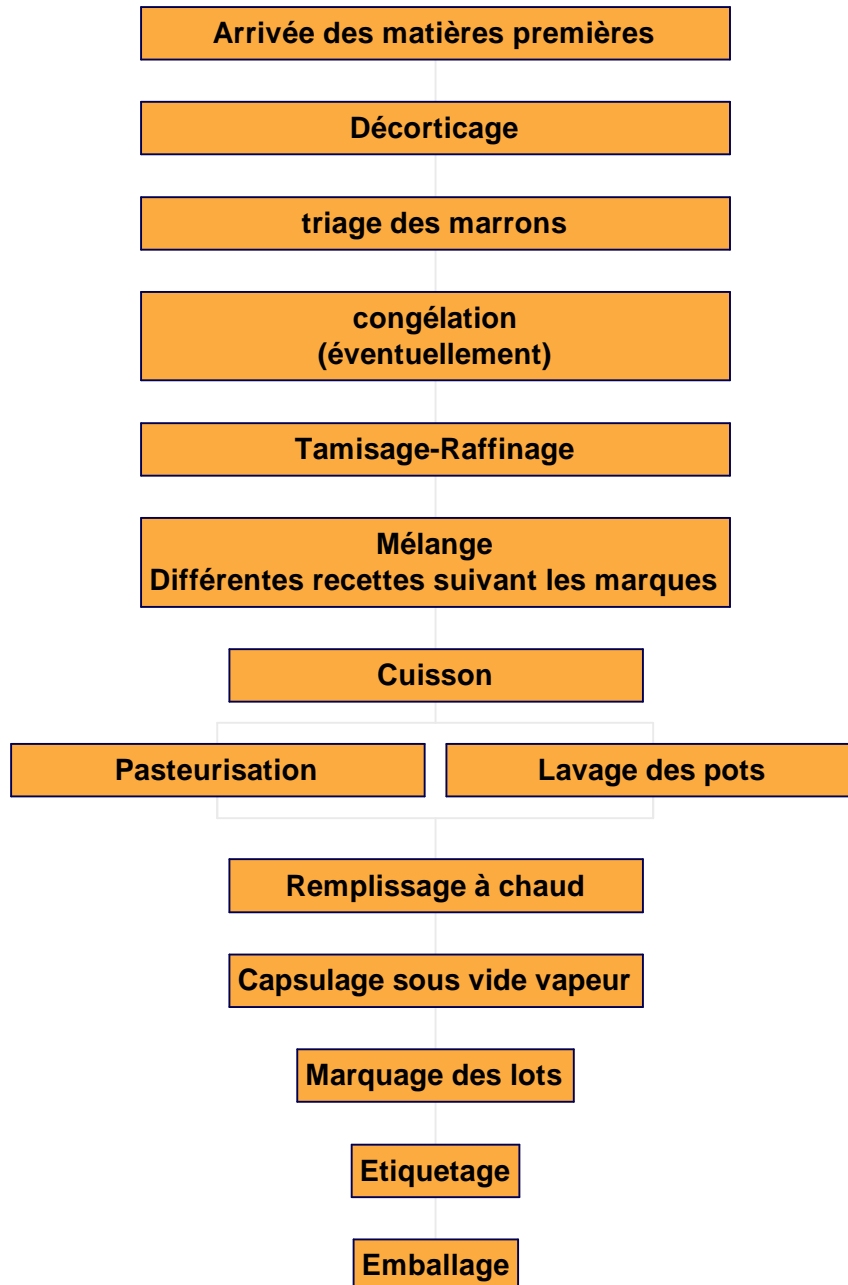 Arrivée des matières premières
Décorticage
triage des marrons
congélation
(éventuellement)
Tamisage-Raffinage
Mélange
Différentes recettes suivant les marques
Cuisson
Pasteurisation
Lavage des pots
Remplissage à chaud
Capsulage sous vide vapeur
Marquage des lots
Etiquetage
Emballage